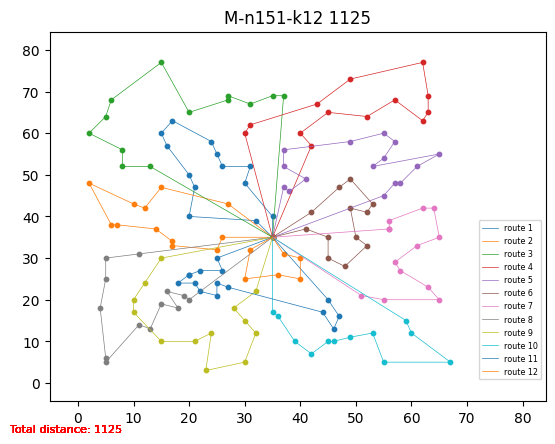 M-n151-k12 1125
80
70
60
50
40
30
20
10
0
0 10 20 30 40 50 60 70 80
route 1
route 2
route 3
route 4
route 5
route 6
route 7
route 8
route 9
route 10
route 11
route 12
Total distance: 1125